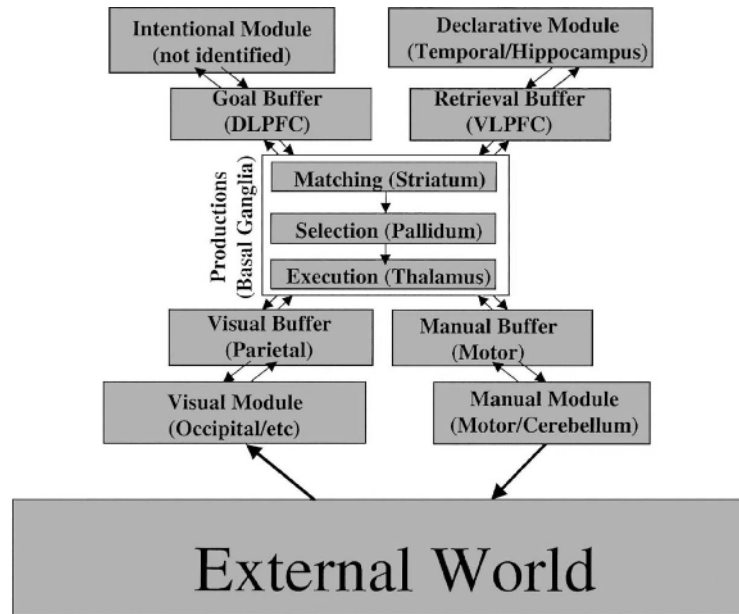 Intentional Module
(not identified)
Declarative Module
(Temporal/Hippocampus)
Goal Buffer
(DLPFC)
Retrieval Buffer
(VLPFC)
Productions
(Basal Ganglia)
Matching (Striatum)
Selection (Pallidum)
Execution (Thalamus)
Visual Buffer
(Parietal)
Manual Buffer
(Motor)
Visual Module
(Occipital/etc)
Manual Module
(Motor/Cerebellum)
External World